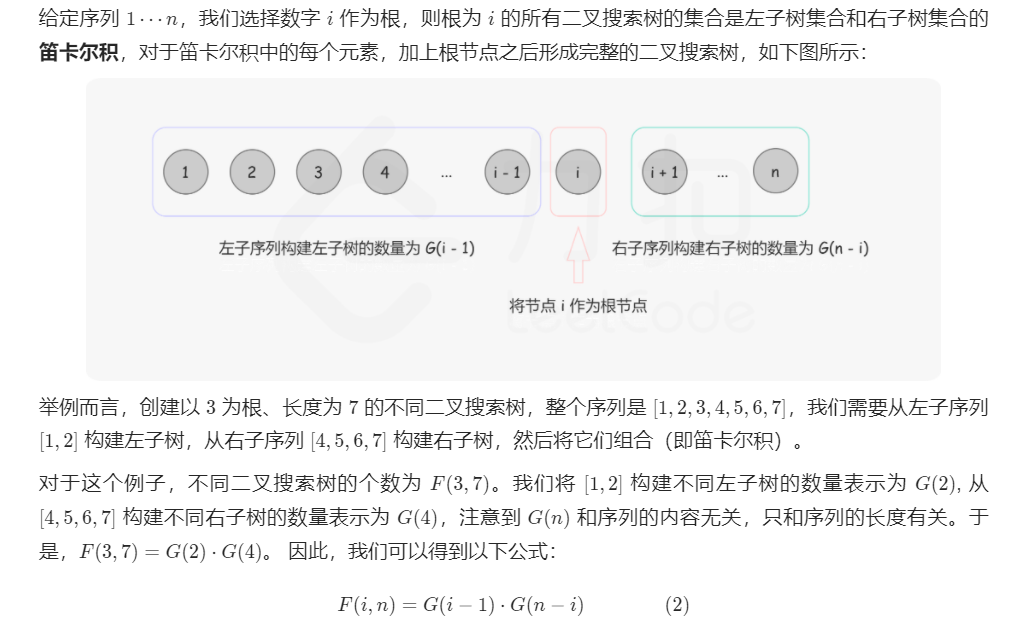 给定序列 1⋯n，我们选择数字 i 作为根，则根为 i 的所有二叉搜索树的集合是左子树集合和右子树集合的
笛卡尔积，对于笛卡尔积中的每个元素，加上根节点之后形成完整的二叉搜索树，如下图所示：
1 2 3 4 ... i - 1 i i + 1 ... n
左子序列构建左子树的数量为 G(i - 1) 右子序列构建右子树的数量为 G(n - i)
将节点 i 作为根节点
力扣
LeetCode
举例而言，创建以 3 为根、长度为 7 的不同二叉搜索树，整个序列是 [1, 2, 3, 4, 5, 6, 7]，我们需要从左子序列
[1, 2] 构建左子树，从右子序列 [4, 5, 6, 7] 构建右子树，然后将它们组合（即笛卡尔积）。
对于这个例子，不同二叉搜索树的个数为 F(3, 7)。我们将 [1, 2] 构建不同左子树的数量表示为 G(2), 从
[4, 5, 6, 7] 构建不同右子树的数量表示为 G(4)，注意到 G(n) 和序列的内容无关，只和序列的长度有关。于
是，F(3, 7) = G(2) · G(4)。 因此，我们可以得到以下公式：
F(i, n) = G(i − 1) · G(n − i) (2)